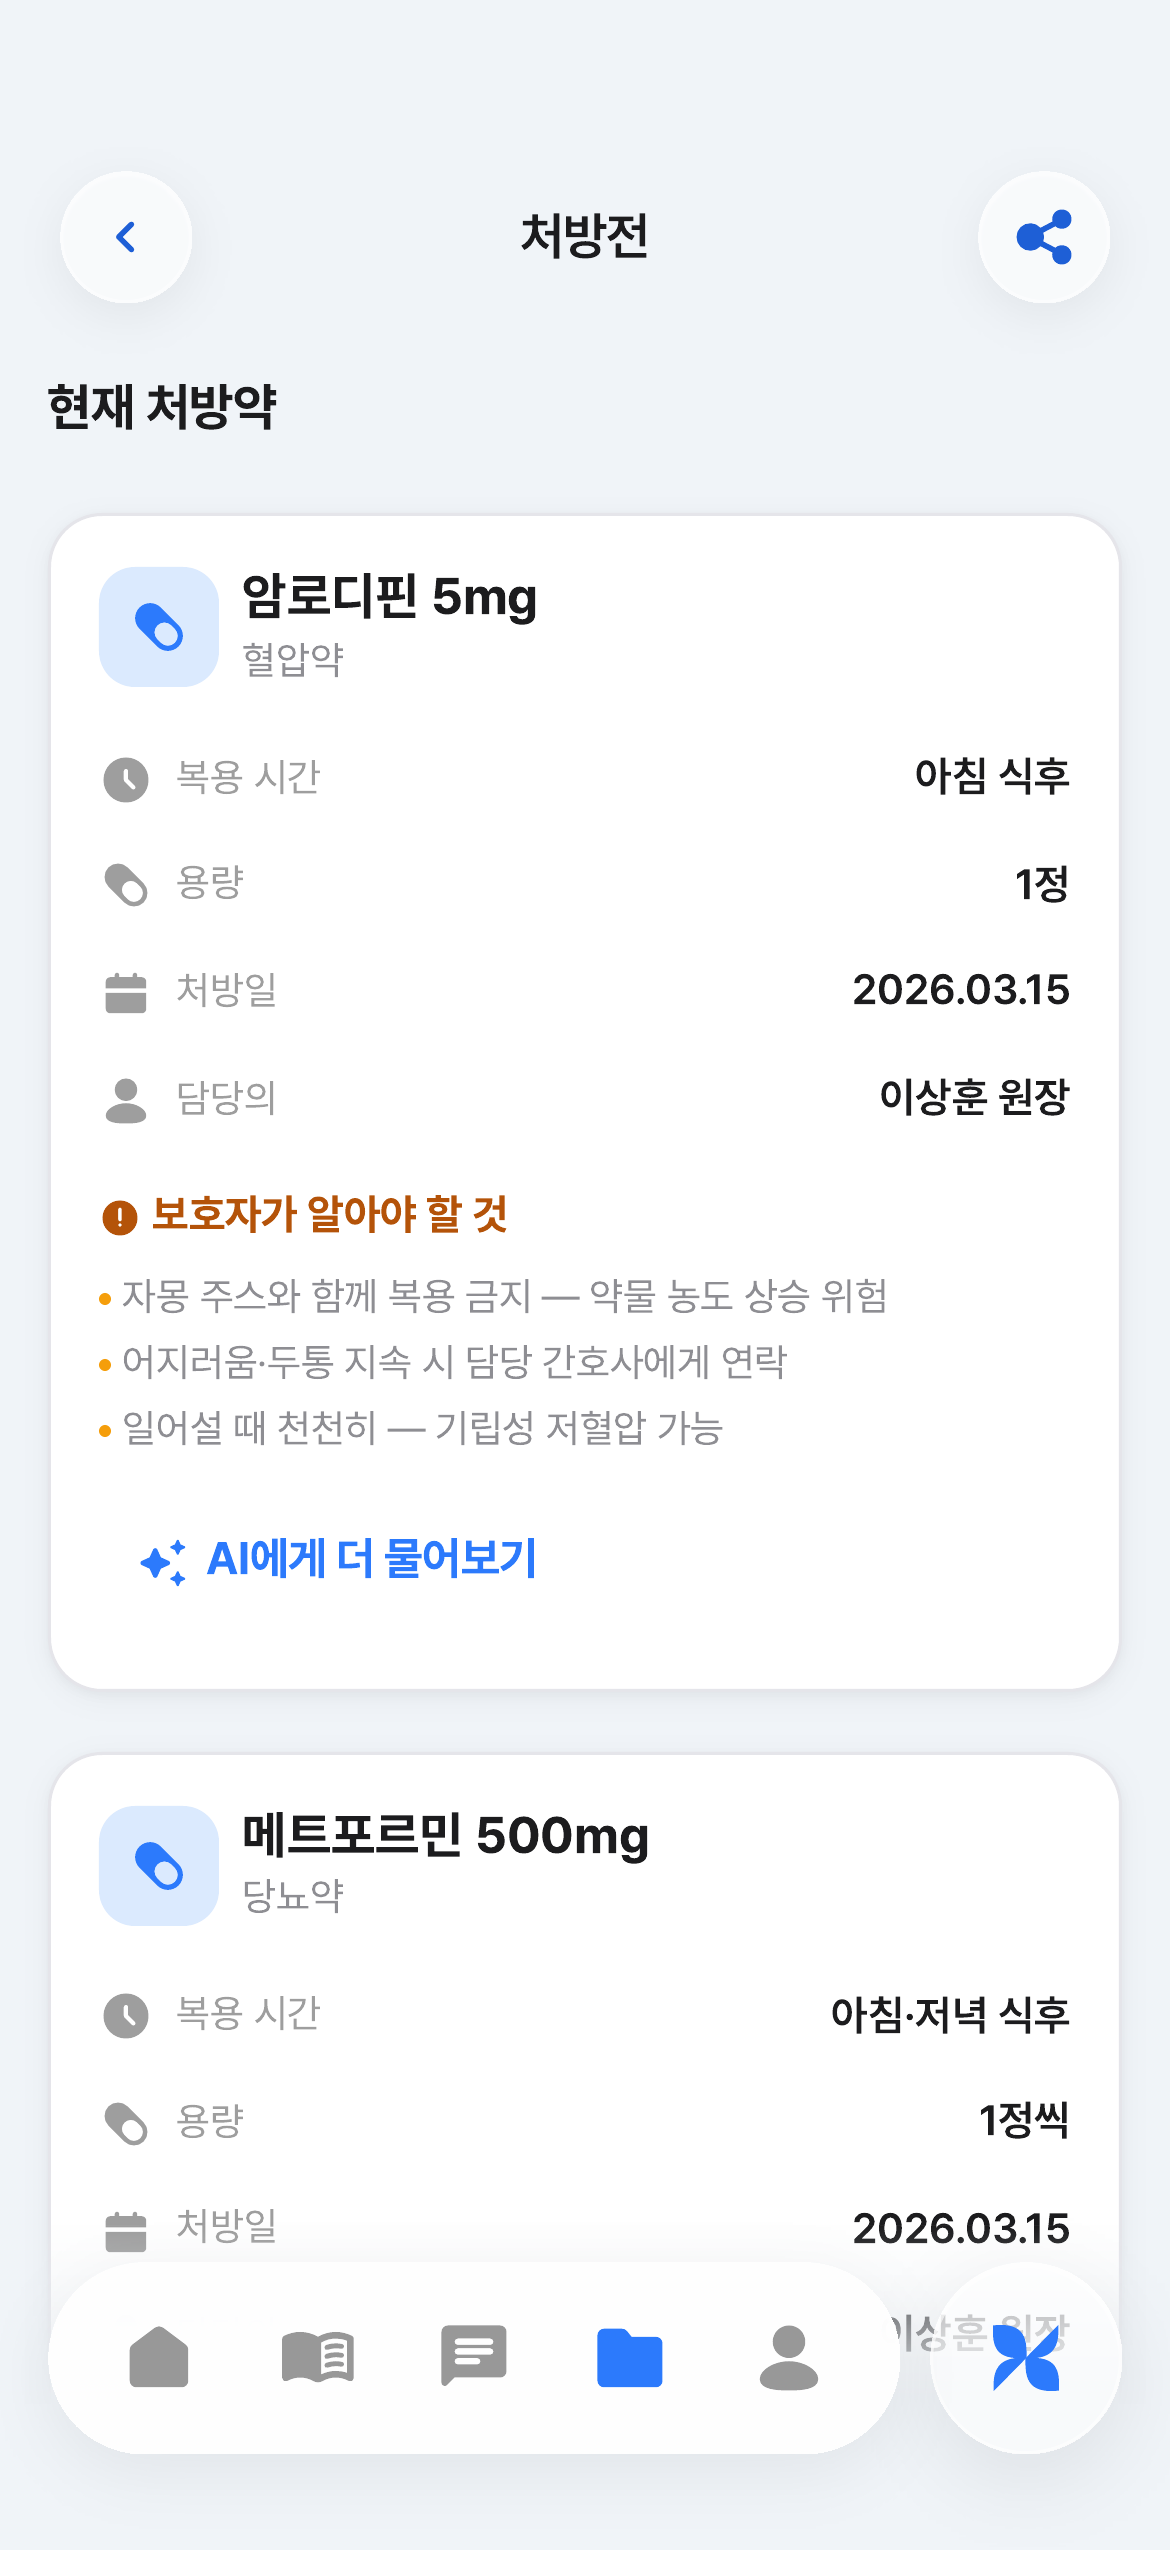 처방전
현재 처방약
암로디핀 5mg
혈압약
복용 시간 아침 식후
용량 1정
처방일 2026.03.15
담당의 이상훈 원장
보호자가 알아야 할 것
자몽 주스와 함께 복용 금지 — 약물 농도 상승 위험
어지러움·두통 지속 시 담당 간호사에게 연락
일어설 때 천천히 — 기립성 저혈압 가능
AI에게 더 물어보기
메트포르민 500mg
당뇨약
복용 시간 아침·저녁 식후
용량 1정씩
처방일 2026.03.15
이상훈 원장